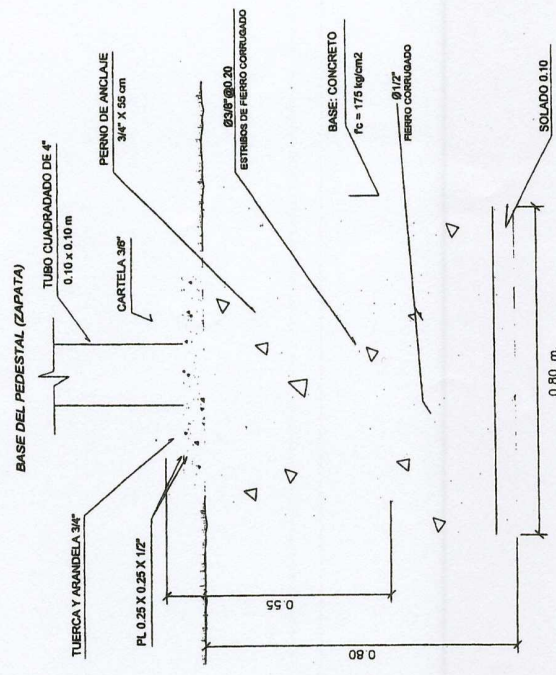 BASE DEL PEDESTAL (ZAPATA)
TUBO CUADRADADO DE 4"
0.10 x 0.10 m
CARTELA 3/8"
PERNO DE ANCLAJE
3/4" X 55 cm
Ø3/8"@0.20
ESTRIBOS DE FIERRO CORRUGADO
BASE: CONCRETO
f'c = 175 kg/cm2
Ø1/2"
FIERRO CORRUGADO
SOLADO 0.10
TUERCA Y ARANDELA 3/4"
PL 0.25 X 0.25 X 1/2"
0.55
0.80
0.80 m